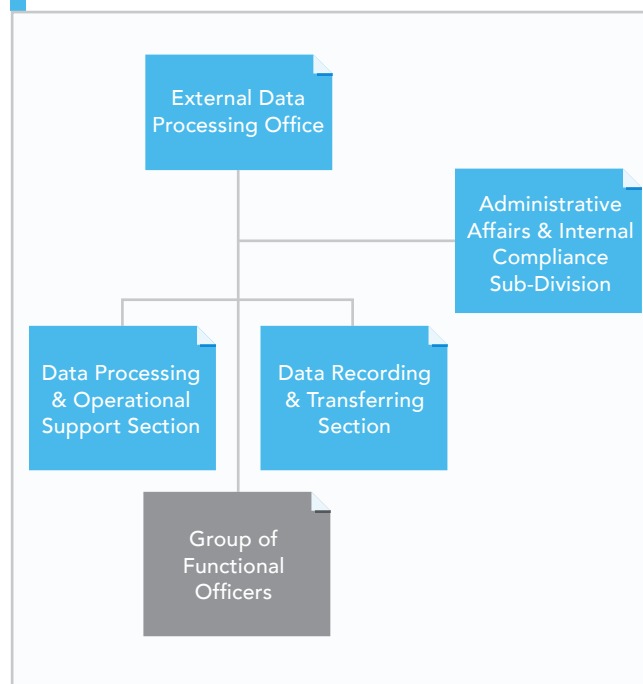 External Data
Processing Office
Administrative
Affairs & Internal
Compliance
Sub-Division
Data Processing
& Operational
Support Section
Data Recording
& Transferring
Section
Group of
Functional
Officers